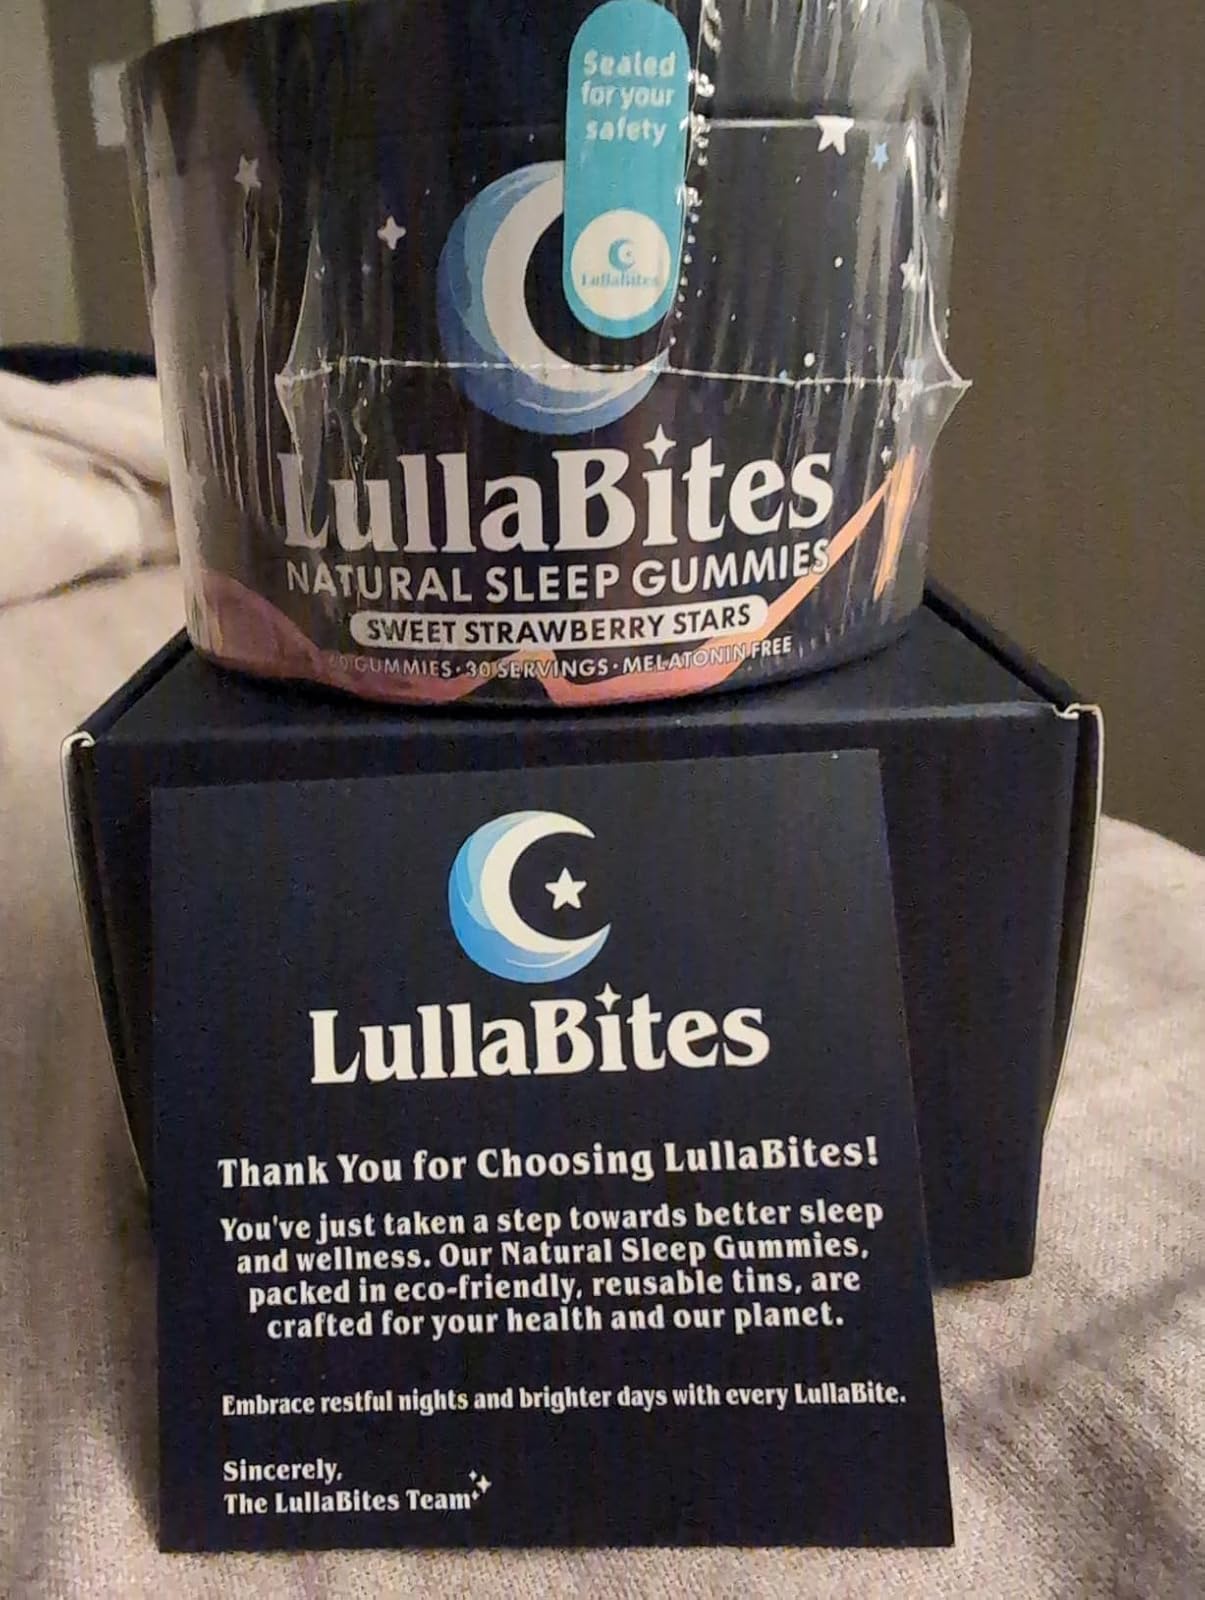 Sealed
for your
safety
LullaBites
LullaBites
NATURAL SLEEP GUMMIES
SWEET STRAWBERRY STARS
60 GUMMIES · 30 SERVINGS · MELATONIN FREE
LullaBites
Thank You for Choosing LullaBites!
You've just taken a step towards better sleep
and wellness. Our Natural Sleep Gummies,
packed in eco-friendly, reusable tins, are
crafted for your health and our planet.
Embrace restful nights and brighter days with every LullaBite.
Sincerely,
The LullaBites Team